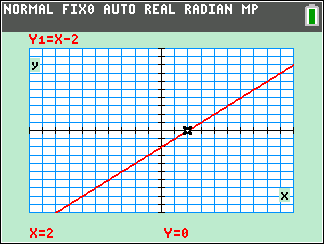 NORMAL FIX0 AUTO REAL RADIAN MP
Y1=X-2
y
x
X=2 Y=0